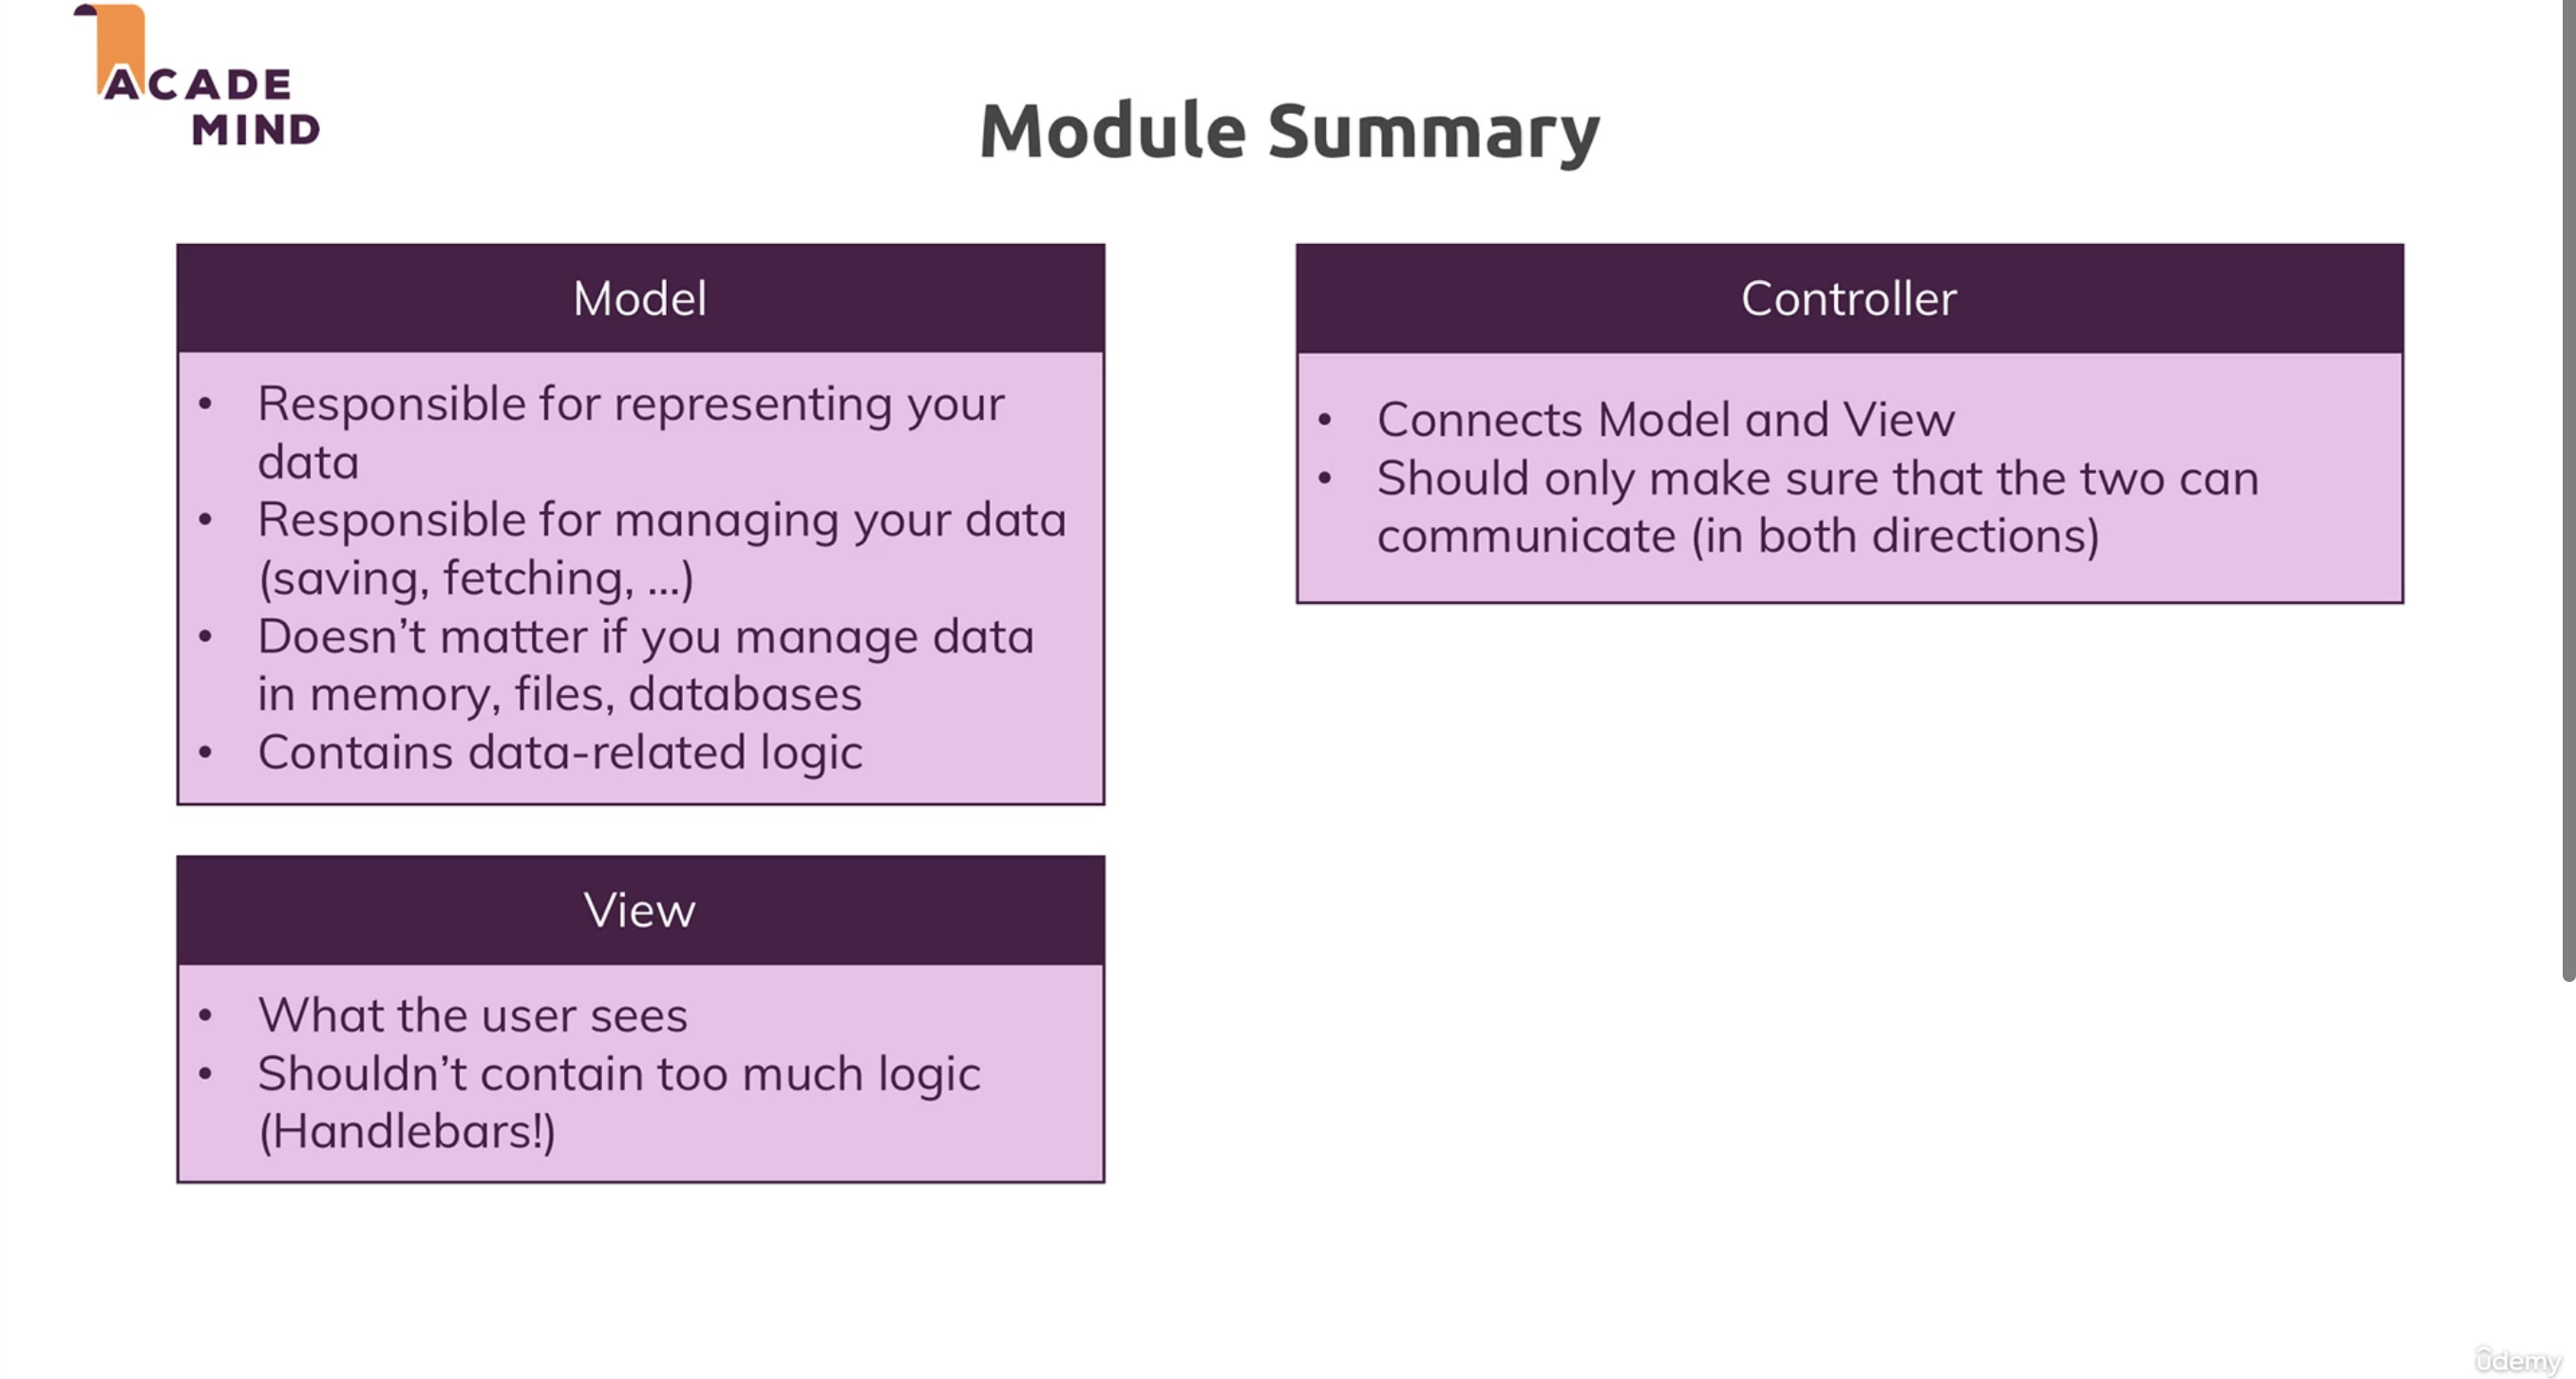 ACADE
MIND
Module Summary
Model
• Responsible for representing your
data
• Responsible for managing your data
(saving, fetching, ...)
• Doesn’t matter if you manage data
in memory, files, databases
• Contains data-related logic
View
• What the user sees
• Shouldn’t contain too much logic
(Handlebars!)
Controller
• Connects Model and View
• Should only make sure that the two can
communicate (in both directions)
ûdemy